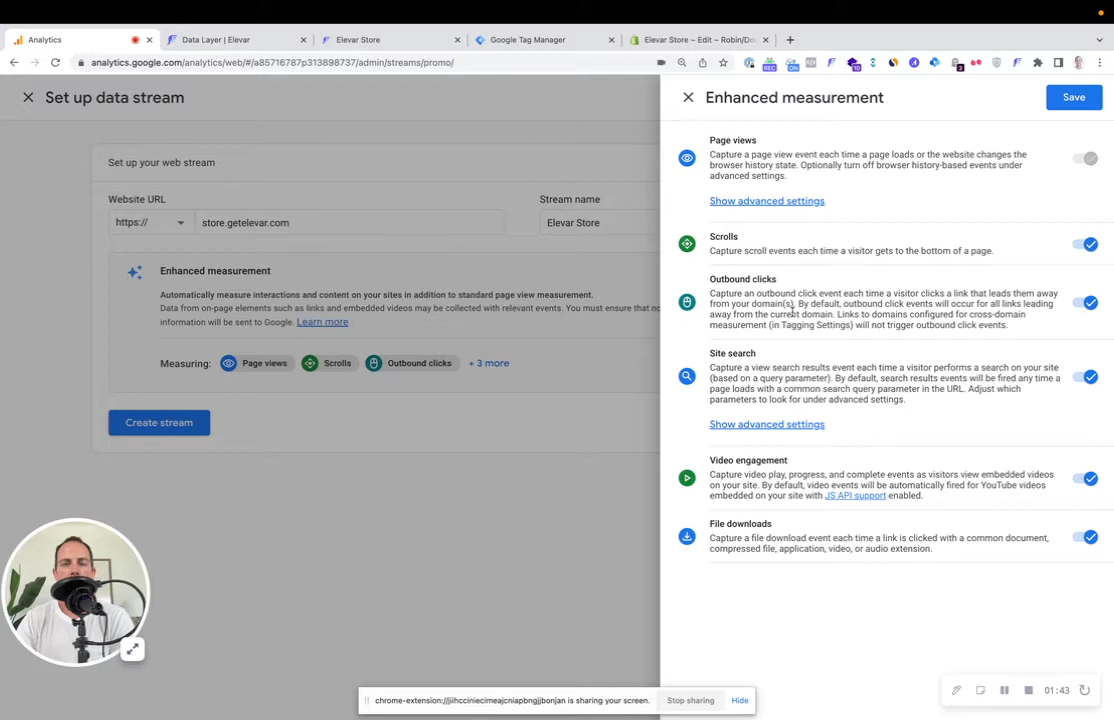 Analytics
Data Layer | Elevar
Elevar Store
Google Tag Manager
Elevar Store ~ Edit ~ Robin/Do
analytics.google.com/analytics/web/#/a85716787p313898737/admin/streams/promo/
REC
ON
3
Set up data stream
Set up your web stream
Website URL
Stream name
https://
store.getelevar.com
Elevar Store
Enhanced measurement
Automatically measure interactions and content on your sites in addition to standard page view measurement.
Data from on-page elements such as links and embedded videos may be collected with relevant events. You must ensure that no
information will be sent to Google. Learn more
Measuring:
Page views
Scrolls
Outbound clicks
+ 3 more
Create stream
Enhanced measurement
Save
Page views
Capture a page view event each time a page loads or the website changes the
browser history state. Optionally turn off browser history-based events under
advanced settings.
Show advanced settings
Scrolls
Capture scroll events each time a visitor gets to the bottom of a page.
Outbound clicks
Capture an outbound click event each time a visitor clicks a link that leads them away
from your domain(s). By default, outbound click events will occur for all links leading
away from the current domain. Links to domains configured for cross-domain
measurement (in Tagging Settings) will not trigger outbound click events.
Site search
Capture a view search results event each time a visitor performs a search on your site
(based on a query parameter). By default, search results events will be fired any time a
page loads with a common search query parameter in the URL. Adjust which
parameters to look for under advanced settings.
Show advanced settings
Video engagement
Capture video play, progress, and complete events as visitors view embedded videos
on your site. By default, video events will be automatically fired for YouTube videos
embedded on your site with JS API support enabled.
File downloads
Capture a file download event each time a link is clicked with a common document,
compressed file, application, video, or audio extension.
chrome-extension://jiihcciniecimeajcniapbngjjbonjan is sharing your screen.
Stop sharing
Hide
01:43